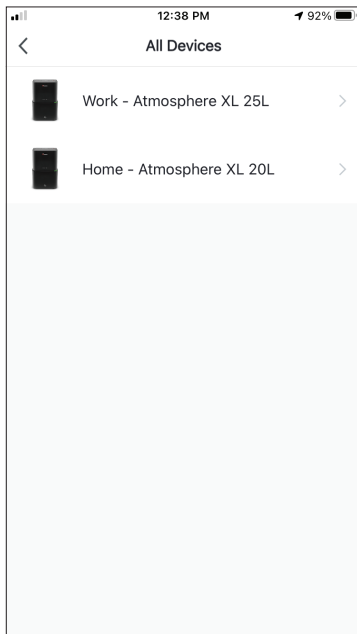 12:38 PM
92%
All Devices
Work - Atmosphere XL 25L
Home - Atmosphere XL 20L